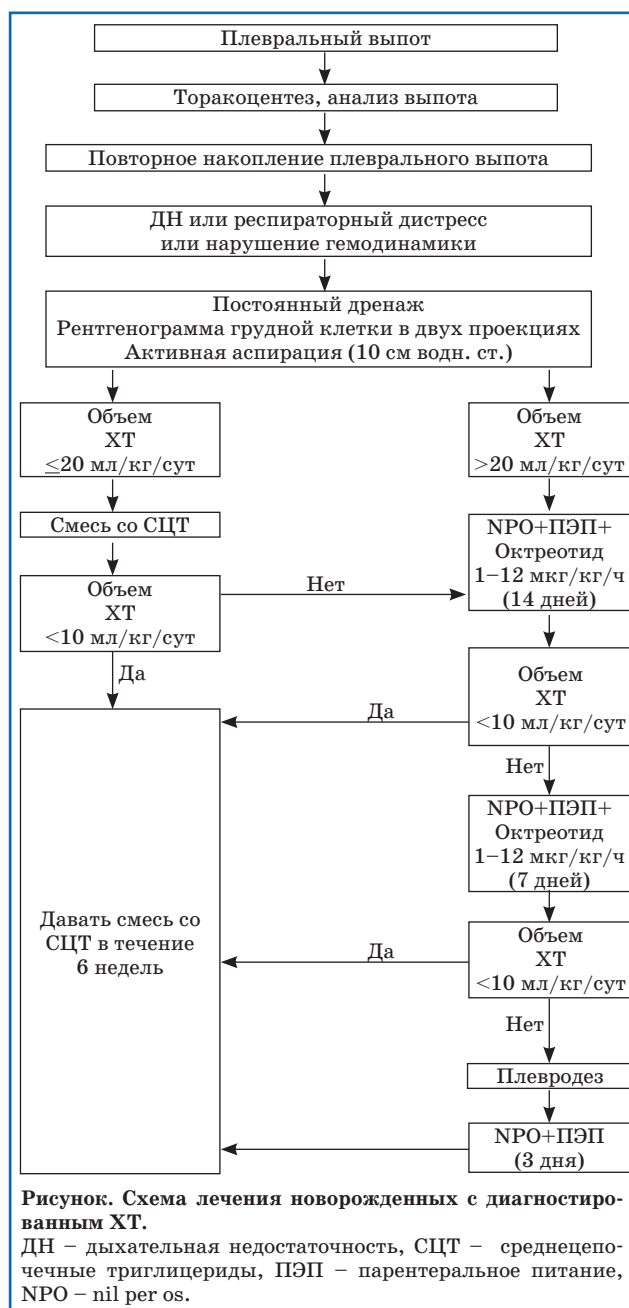 Плевральный выпот
Торакоцентез, анализ выпота
Повторное накопление плеврального выпота
ДН или респираторный дистресс
или нарушение гемодинамики
Постоянный дренаж
Рентгенограмма грудной клетки в двух проекциях
Активная аспирация (10 см водн. ст.)
Объем
ХТ
≤20 мл/кг/сут
Объем
ХТ
>20 мл/кг/сут
Смесь со СЦТ
NPO+ПЭП+
Октреотид
1–12 мкг/кг/ч
(14 дней)
Объем
ХТ
<10 мл/кг/сут
Нет
Да
Объем
ХТ
<10 мл/кг/сут
Да
Нет
NPO+ПЭП+
Октреотид
1–12 мкг/кг/ч
(7 дней)
Давать смесь со
СЦТ в течение
6 недель
Объем
ХТ
<10 мл/кг/сут
Да
Нет
Плевродез
NPO+ПЭП
(3 дня)
Рисунок. Схема лечения новорожденных с диагностиро-
ванным ХТ.
ДН – дыхательная недостаточность, СЦТ – среднецепо-
чечные триглицериды, ПЭП – парентеральное питание,
NPO – nil per os.